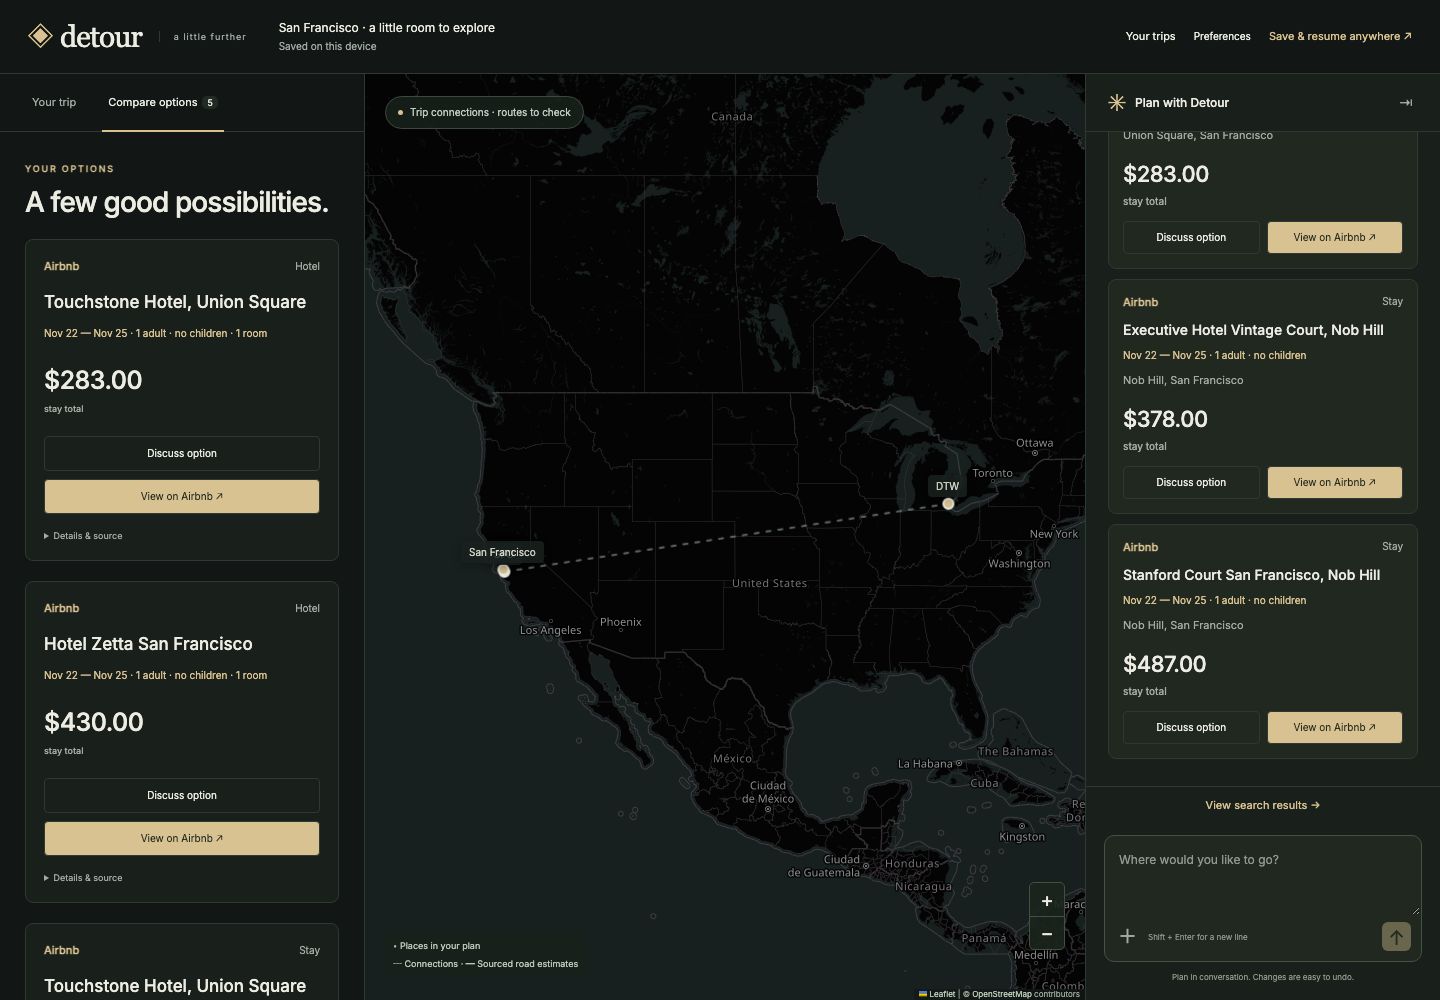 detour
a little further
San Francisco · a little room to explore
Saved on this device
Your trips
Preferences
Save & resume anywhere ↗
Your trip
Compare options 5
YOUR OPTIONS
A few good possibilities.
Airbnb
Hotel
Touchstone Hotel, Union Square
Nov 22 — Nov 25 · 1 adult · no children · 1 room
$283.00
stay total
Discuss option
View on Airbnb ↗
Details & source
Airbnb
Hotel
Hotel Zetta San Francisco
Nov 22 — Nov 25 · 1 adult · no children · 1 room
$430.00
stay total
Discuss option
View on Airbnb ↗
Details & source
Airbnb
Stay
Touchstone Hotel, Union Square
Trip connections · routes to check
Canada
Ottawa
Toronto
DTW
New York
Washington
San Francisco
United States
Los Angeles
Phoenix
México
Ciudad
de México
La Habana
The Bahamas
Cuba
Kingston
Re
Dor
Ciudad
de Guatemala
Honduras
Nicaragua
Panamá
Marac
Medellín
Colomb
+
−
• Places in your plan
--- Connections · — Sourced road estimates
Leaflet | © OpenStreetMap contributors
Plan with Detour
Union Square, San Francisco
$283.00
stay total
Discuss option
View on Airbnb ↗
Airbnb
Stay
Executive Hotel Vintage Court, Nob Hill
Nov 22 — Nov 25 · 1 adult · no children
Nob Hill, San Francisco
$378.00
stay total
Discuss option
View on Airbnb ↗
Airbnb
Stay
Stanford Court San Francisco, Nob Hill
Nov 22 — Nov 25 · 1 adult · no children
Nob Hill, San Francisco
$487.00
stay total
Discuss option
View on Airbnb ↗
View search results →
Where would you like to go?
Shift + Enter for a new line
Plan in conversation. Changes are easy to undo.